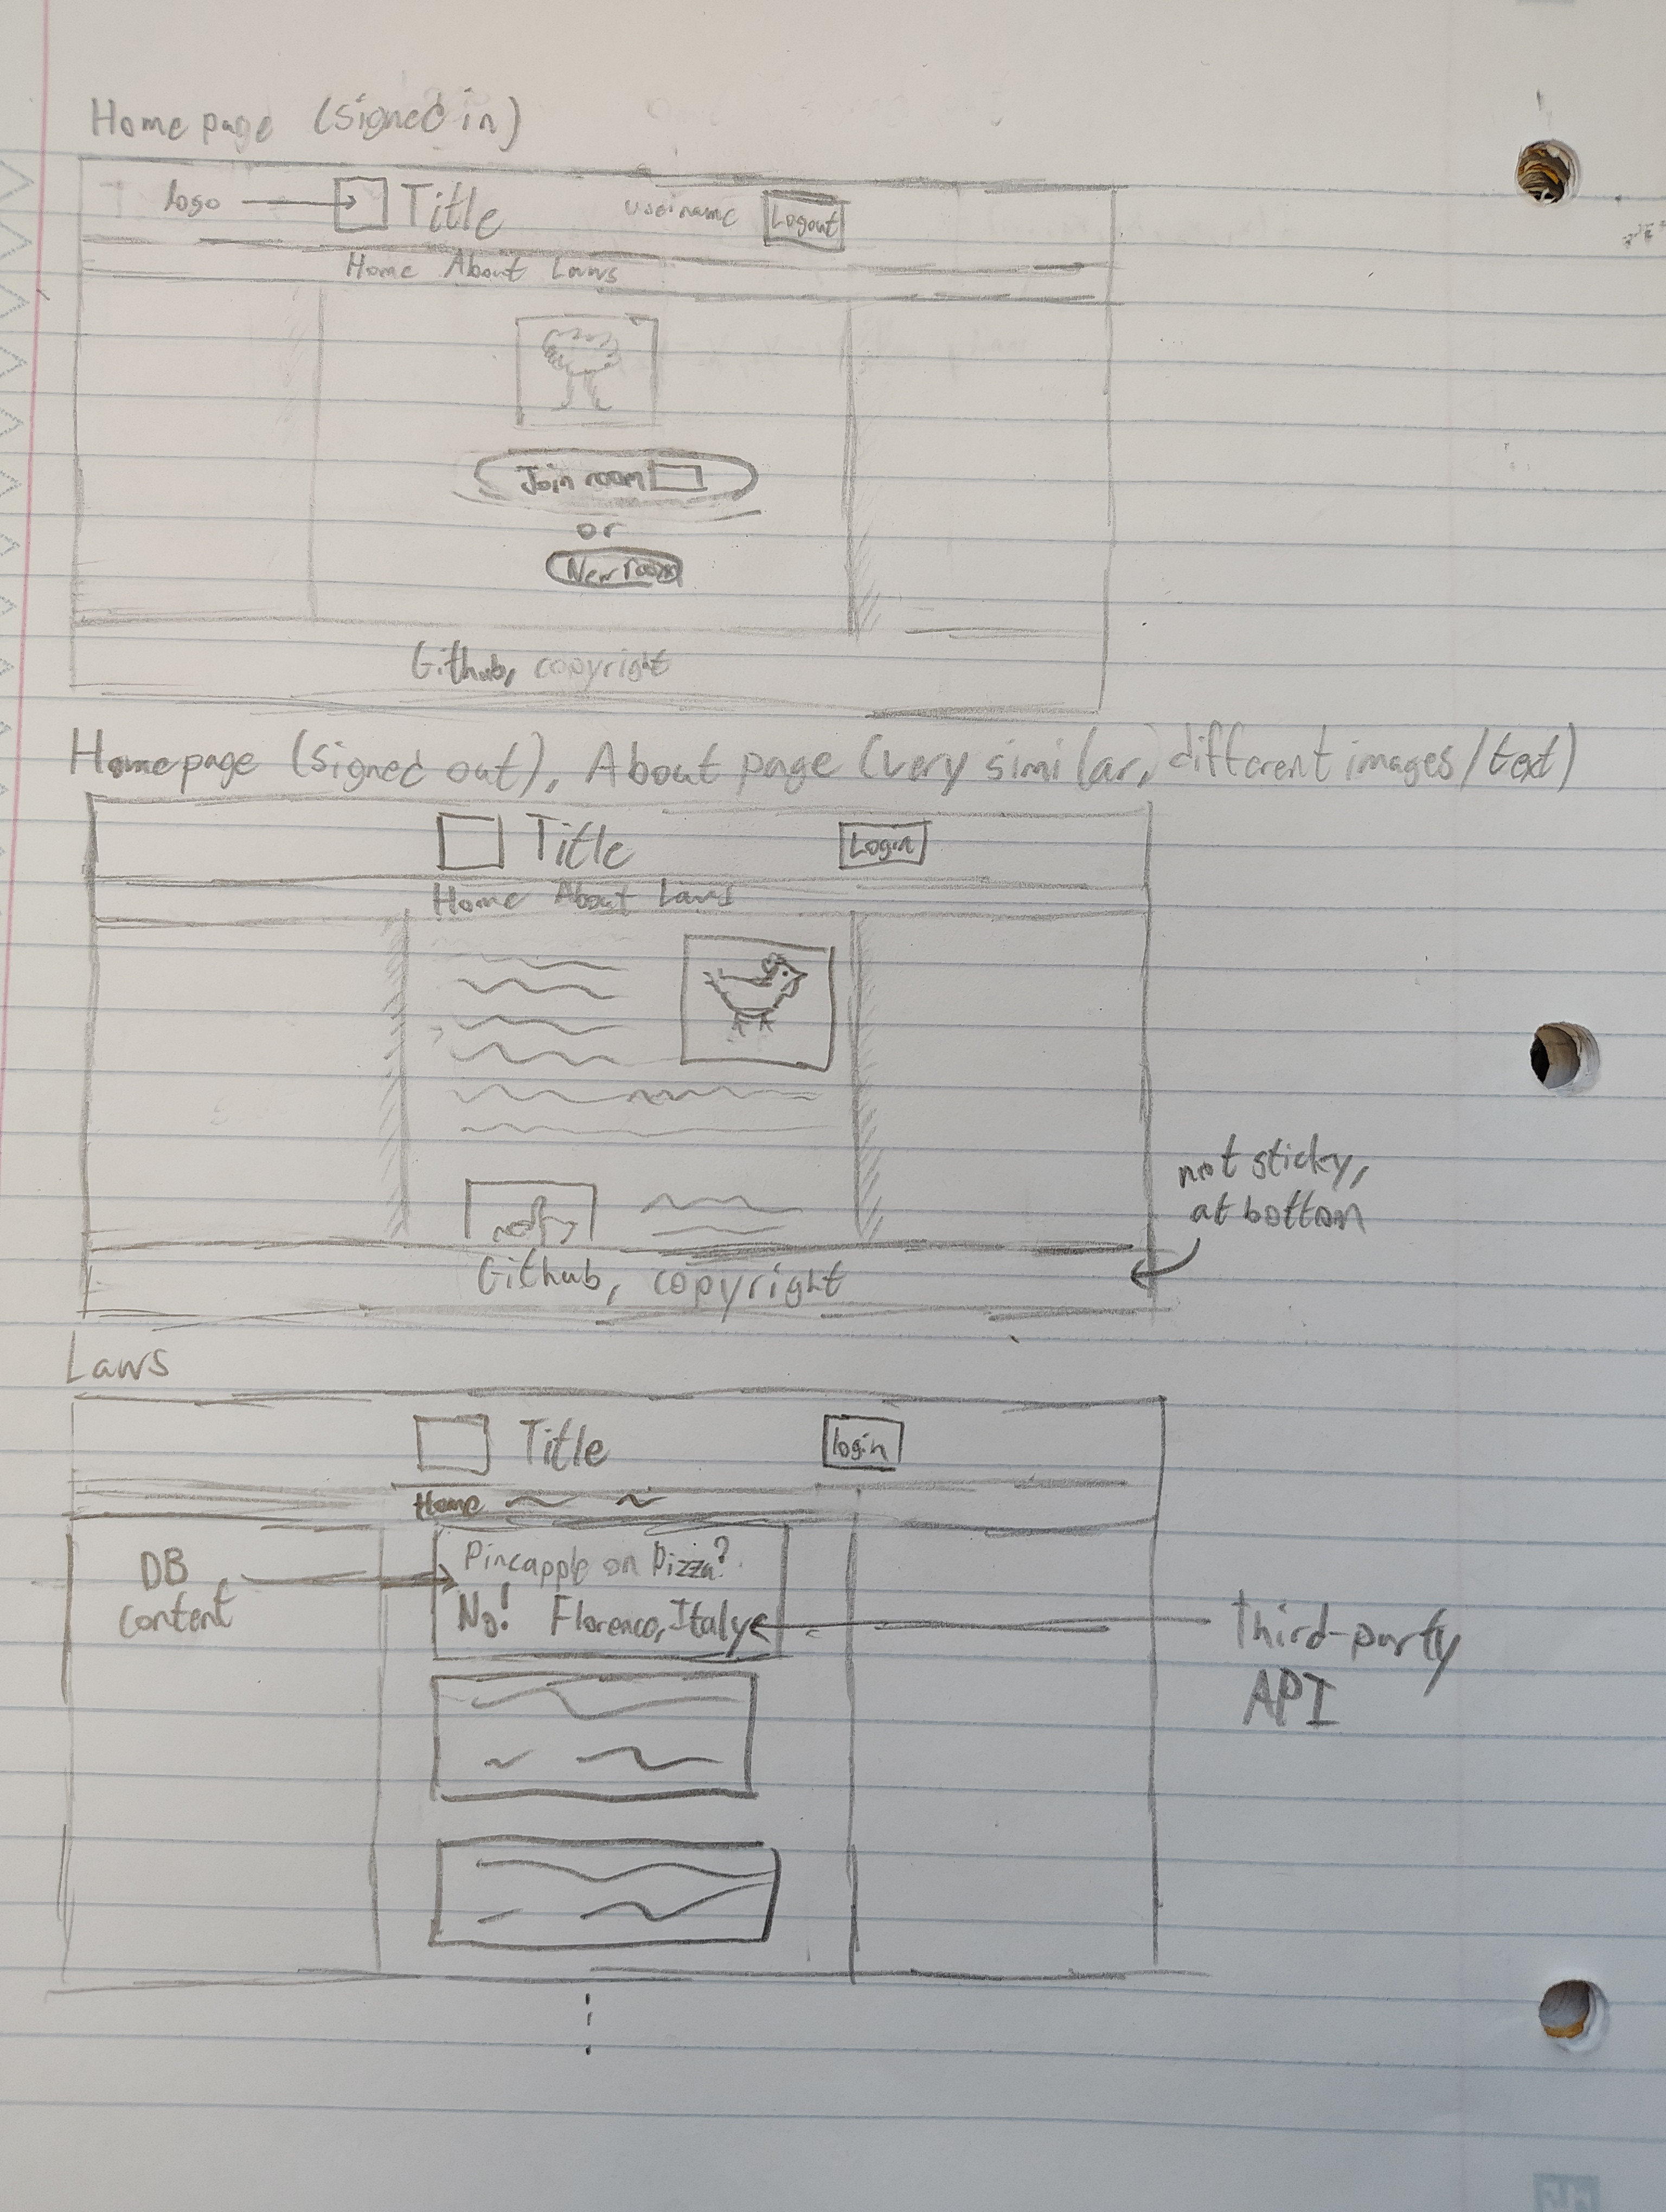 Home page (signed in)
logo Title username Logout
Home About Laws
Join room
or
New room
Github, copyright
Homepage (signed out), About page (very similar, different images/text)
Title Login
Home About Laws
not sticky,
at bottom
Github, copyright
Laws
Title login
Home
DB
content
Pineapple on Pizza?
No! Florence, Italy
third-party
API